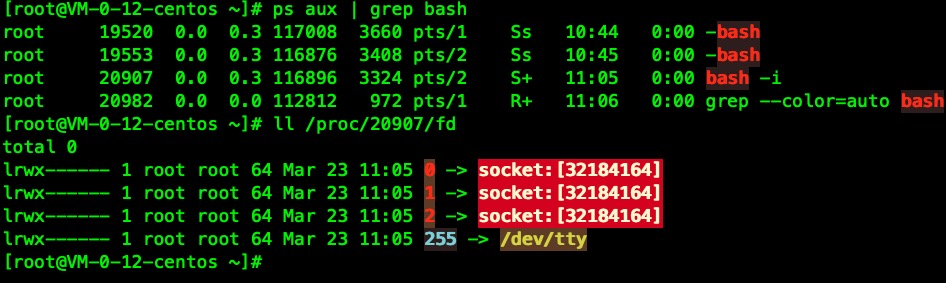 [root@VM-0-12-centos ~]# ps aux | grep bash
root     19520  0.0  0.3 117008  3660 pts/1    Ss   10:44   0:00 -bash
root     19553  0.0  0.3 116876  3408 pts/2    Ss   10:45   0:00 -bash
root     20907  0.0  0.3 116896  3324 pts/2    S+   11:05   0:00 bash -i
root     20982  0.0  0.0 112812   972 pts/1    R+   11:06   0:00 grep --color=auto bash
[root@VM-0-12-centos ~]# ll /proc/20907/fd
total 0
lrwx------ 1 root root 64 Mar 23 11:05 0 -> socket:[32184164]
lrwx------ 1 root root 64 Mar 23 11:05 1 -> socket:[32184164]
lrwx------ 1 root root 64 Mar 23 11:05 2 -> socket:[32184164]
lrwx------ 1 root root 64 Mar 23 11:05 255 -> /dev/tty
[root@VM-0-12-centos ~]#